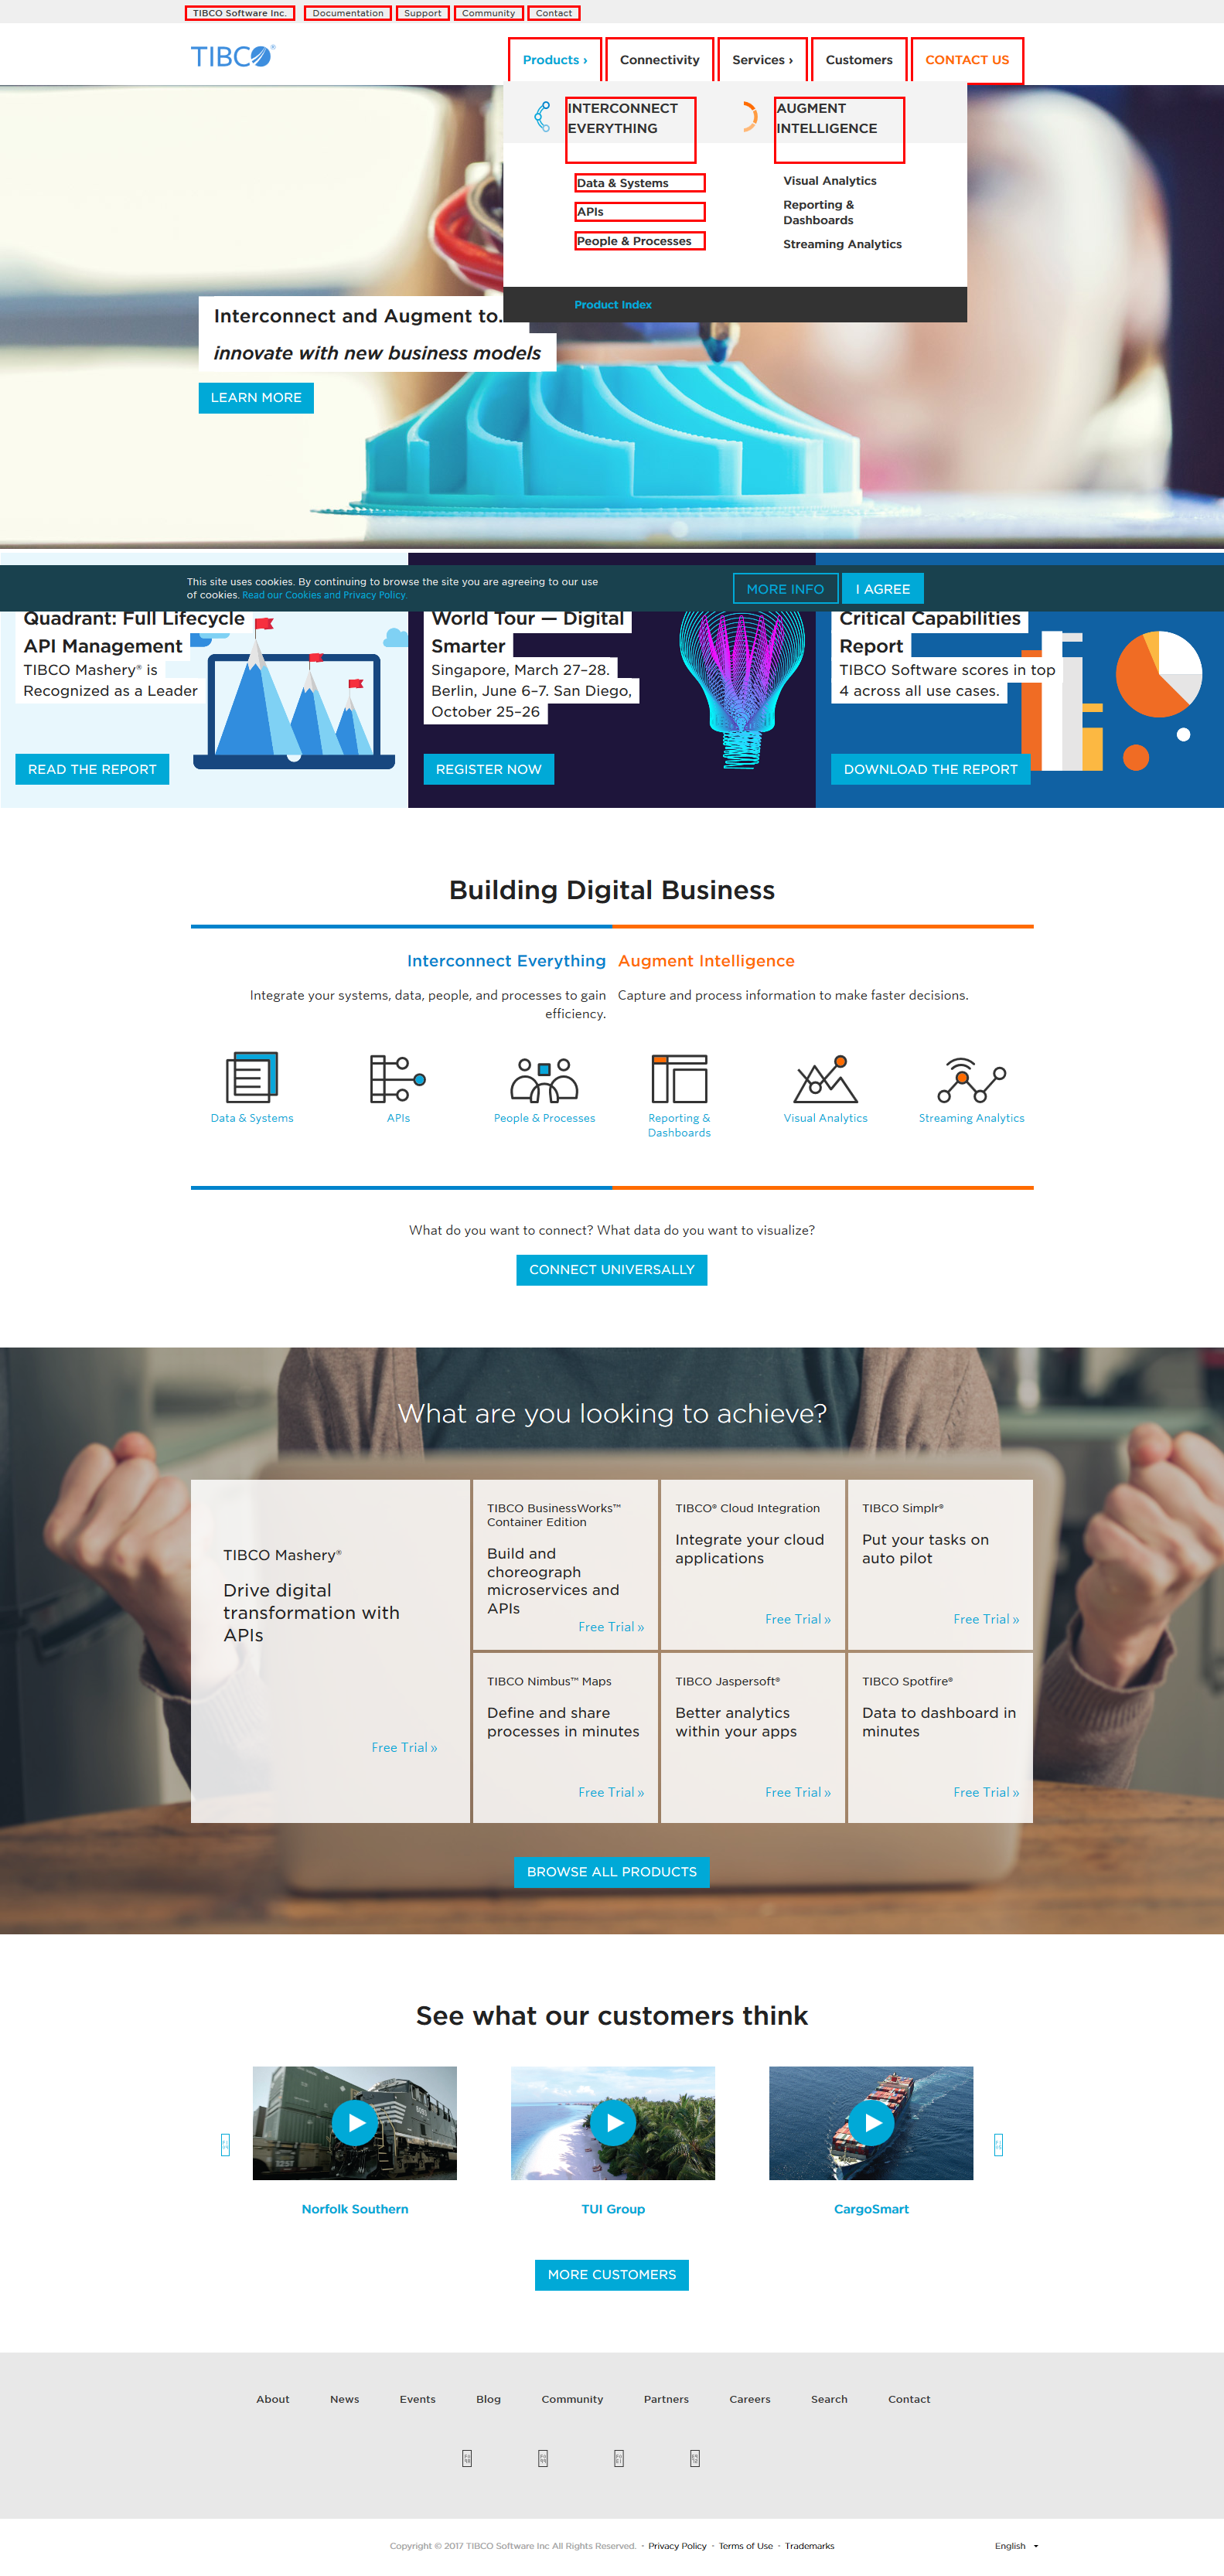 TIBCO Software Inc. Documentation Support Community Contact
TIBCO®
Products › Connectivity Services › Customers CONTACT US
INTERCONNECT
EVERYTHING
Data & Systems
APIs
People & Processes
AUGMENT
INTELLIGENCE
Visual Analytics
Reporting &
Dashboards
Streaming Analytics
Product Index
Interconnect and Augment to...
innovate with new business models
LEARN MORE
This site uses cookies. By continuing to browse the site you are agreeing to our use
of cookies. Read our Cookies and Privacy Policy.
MORE INFO I AGREE
Quadrant: Full Lifecycle
API Management
TIBCO Mashery® is
Recognized as a Leader
READ THE REPORT
World Tour — Digital
Smarter
Singapore, March 27–28.
Berlin, June 6–7. San Diego,
October 25–26
REGISTER NOW
Critical Capabilities
Report
TIBCO Software scores in top
4 across all use cases.
DOWNLOAD THE REPORT
Building Digital Business
Interconnect Everything
Integrate your systems, data, people, and processes to gain
efficiency.
Augment Intelligence
Capture and process information to make faster decisions.
Data & Systems
APIs
People & Processes
Reporting &
Dashboards
Visual Analytics
Streaming Analytics
What do you want to connect? What data do you want to visualize?
CONNECT UNIVERSALLY
What are you looking to achieve?
TIBCO Mashery®
Drive digital
transformation with
APIs
Free Trial »
TIBCO BusinessWorks™
Container Edition
Build and
choreograph
microservices and
APIs
Free Trial »
TIBCO® Cloud Integration
Integrate your cloud
applications
Free Trial »
TIBCO Simplr®
Put your tasks on
auto pilot
Free Trial »
TIBCO Nimbus™ Maps
Define and share
processes in minutes
Free Trial »
TIBCO Jaspersoft®
Better analytics
within your apps
Free Trial »
TIBCO Spotfire®
Data to dashboard in
minutes
Free Trial »
BROWSE ALL PRODUCTS
See what our customers think
Norfolk Southern
TUI Group
CargoSmart
MORE CUSTOMERS
About News Events Blog Community Partners Careers Search Contact
Copyright © 2017 TIBCO Software Inc All Rights Reserved. · Privacy Policy · Terms of Use · Trademarks
English